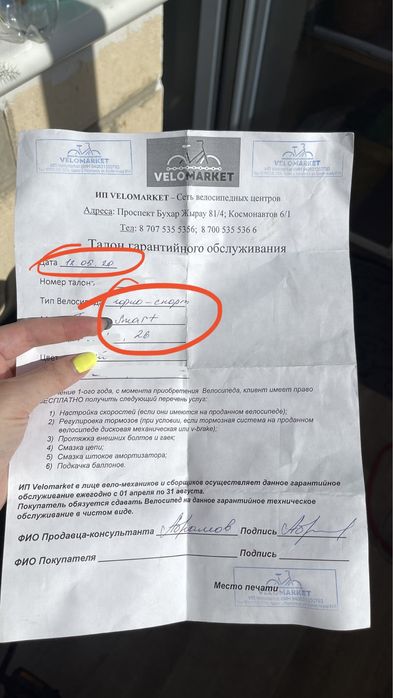 VELOMARKET
VELOMARKET
VELOMARKET
ИП VELOMARKET – Сеть велосипедных центров
Адреса: Проспект Бухар Жырау 81/4; Космонавтов 6/1
Тел: 8 707 535 5356; 8 700 535 536 6
Талон гарантийного обслуживания
Дата 18.05.20
Номер талон
Тип Велосипед горно-спорт
Smart
26
Цвет
ение 1-ого года, с момента приобретения Велосипеда, клиент имеет право
БЕСПЛАТНО получить следующий перечень услуг:
1) Настройка скоростей (если они имеются на проданном велосипеде);
2) Регулировка тормозов (при условии, если тормозная система на проданном
велосипеде дисковая механическая или v-brake);
3) Протяжка внешних болтов и гаек;
4) Смазка цепи;
5) Смазка штоков амортизатора;
6) Подкачка баллонов.
ИП Velomarket в лице вело-механиков и сборщиков осуществляет данное гарантийное
обслуживание ежегодно с 01 апреля по 31 августа.
Покупатель обязуется сдавать Велосипед на данное гарантийное техническое
обслуживание в чистом виде.
ФИО Продавца-консультанта Абрамов Подпись
ФИО Покупателя Подпись
Место печати
VELOMARKET